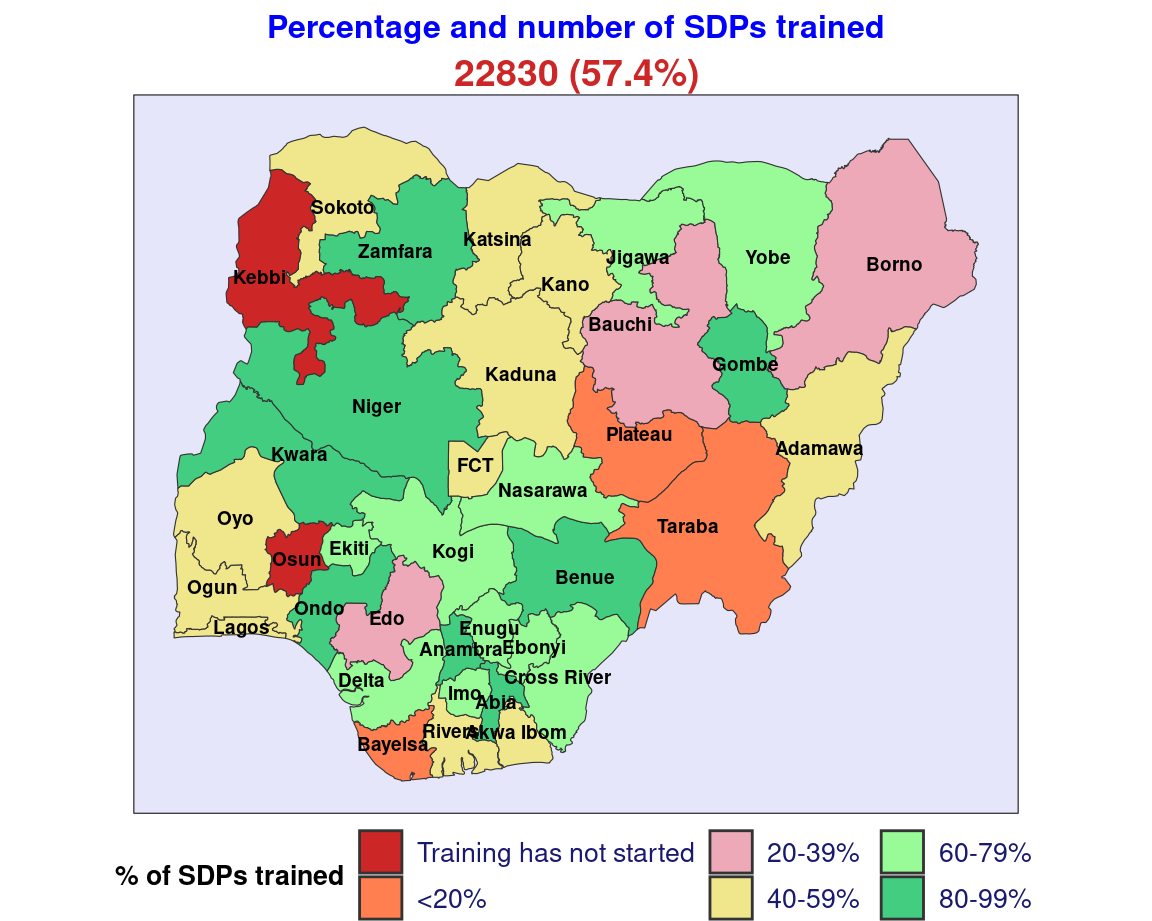 Percentage and number of SDPs trained
22830 (57.4%)
Sokoto
Zamfara
Katsina
Jigawa
Yobe
Borno
Kebbi
Kano
Bauchi
Gombe
Kaduna
Niger
Plateau
Adamawa
Kwara
FCT
Nasarawa
Oyo
Taraba
Osun
Ekiti
Kogi
Benue
Ogun
Ondo
Edo
Lagos
Enugu
Anambra
Ebonyi
Delta
Cross River
Imo
Abia
Rivers
Akwa Ibom
Bayelsa
% of SDPs trained
Training has not started
<20%
20-39%
40-59%
60-79%
80-99%